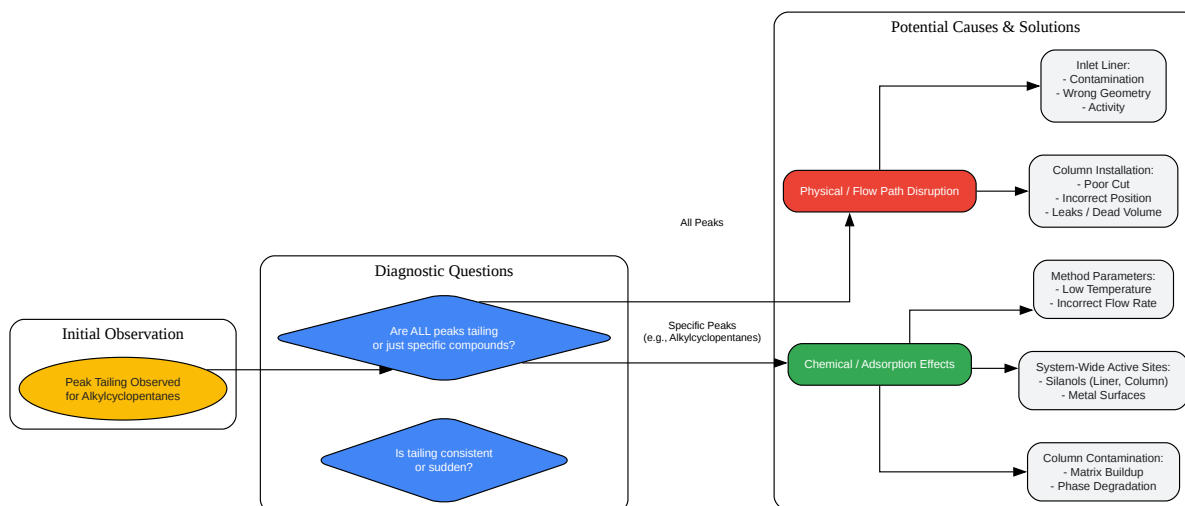 Initial Observation
Peak Tailing Observed
for Alkylcyclopentanes
Diagnostic Questions
Are ALL peaks tailing
or just specific compounds?
Is tailing consistent
or sudden?
All Peaks
Specific Peaks
(e.g., Alkylcyclopentanes)
Potential Causes & Solutions
Physical / Flow Path Disruption
Chemical / Adsorption Effects
Inlet Liner:
- Contamination
- Wrong Geometry
- Activity
Column Installation:
- Poor Cut
- Incorrect Position
- Leaks / Dead Volume
Method Parameters:
- Low Temperature
- Incorrect Flow Rate
System-Wide Active Sites:
- Silanols (Liner, Column)
- Metal Surfaces
Column Contamination:
- Matrix Buildup
- Phase Degradation